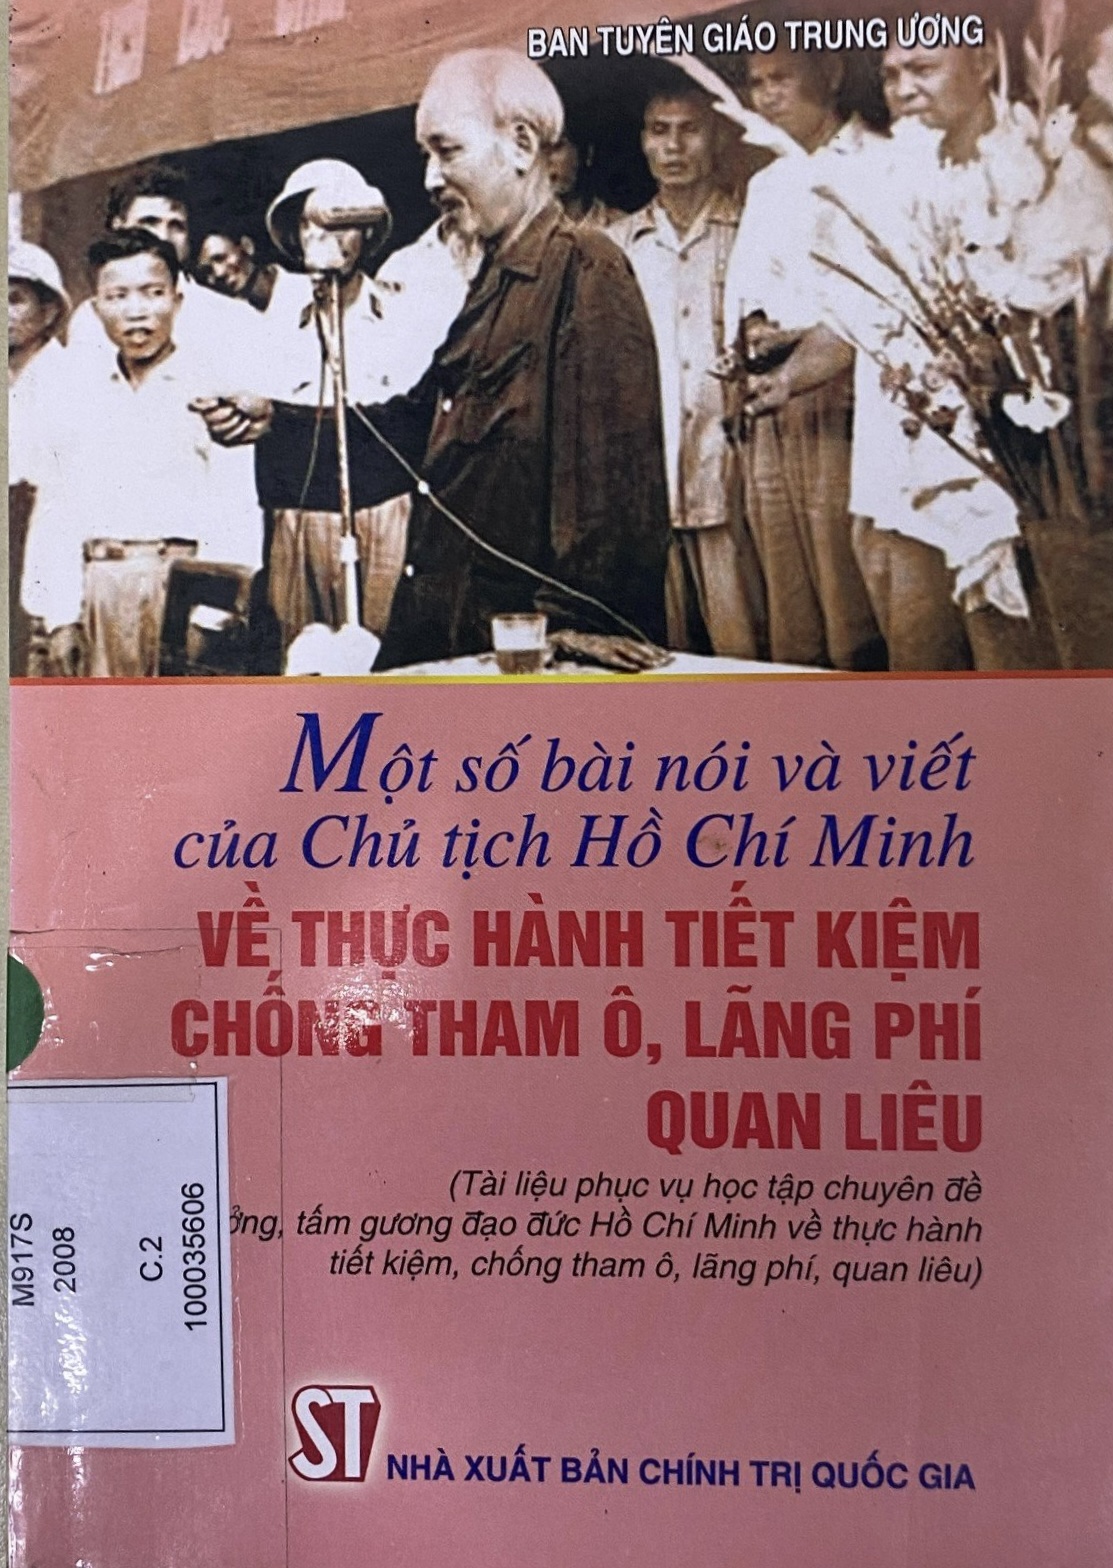 BAN TUYÊN GIÁO TRUNG ƯƠNG
Một số bài nói và viết
của Chủ tịch Hồ Chí Minh
VỀ THỰC HÀNH TIẾT KIỆM
CHỐNG THAM Ô, LÃNG PHÍ
QUAN LIÊU
(Tài liệu phục vụ học tập chuyên đề
tấm gương đạo đức Hồ Chí Minh về thực hành
tiết kiệm, chống tham ô, lãng phí, quan liêu)
M917S
2008
C.2
100035606
ST
NHÀ XUẤT BẢN CHÍNH TRỊ QUỐC GIA